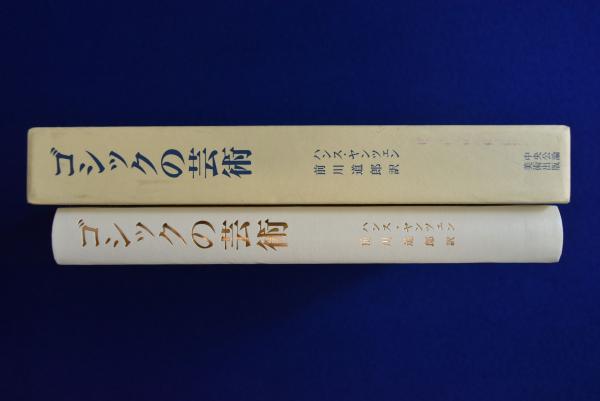 ゴシックの芸術
ハンス・ヤンツェン
前川道郎訳
中央公論
美術出版
ゴシックの芸術
ハンス・ヤンツェン
前川道郎訳